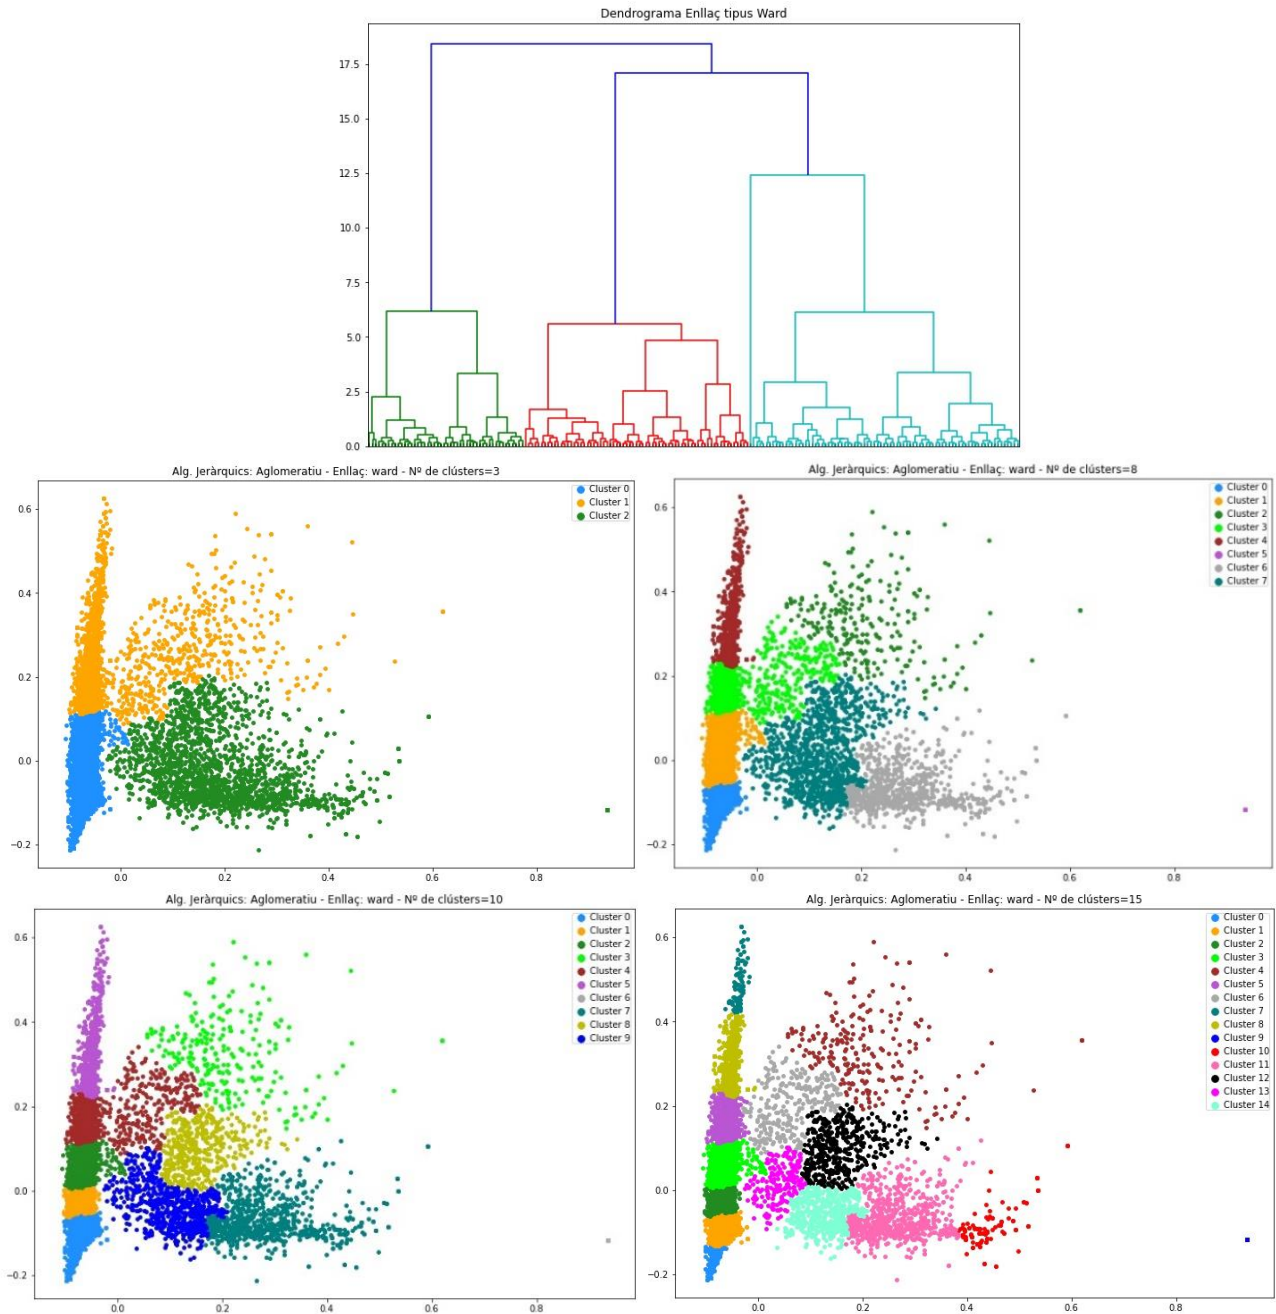 Dendrograma Enllaç tipus Ward
17.5
15.0
12.5
10.0
7.5
5.0
2.5
0.0
Alg. Jeràrquics: Aglomeratiu - Enllaç: ward - Nº de clústers=3
0.6
0.4
0.2
0.0
−0.2
0.0 0.2 0.4 0.6 0.8
Cluster 0
Cluster 1
Cluster 2
Alg. Jeràrquics: Aglomeratiu - Enllaç: ward - Nº de clústers=8
0.6
0.4
0.2
0.0
−0.2
0.0 0.2 0.4 0.6 0.8
Cluster 0
Cluster 1
Cluster 2
Cluster 3
Cluster 4
Cluster 5
Cluster 6
Cluster 7
Alg. Jeràrquics: Aglomeratiu - Enllaç: ward - Nº de clústers=10
0.6
0.4
0.2
0.0
−0.2
0.0 0.2 0.4 0.6 0.8
Cluster 0
Cluster 1
Cluster 2
Cluster 3
Cluster 4
Cluster 5
Cluster 6
Cluster 7
Cluster 8
Cluster 9
Alg. Jeràrquics: Aglomeratiu - Enllaç: ward - Nº de clústers=15
0.6
0.4
0.2
0.0
−0.2
0.0 0.2 0.4 0.6 0.8
Cluster 0
Cluster 1
Cluster 2
Cluster 3
Cluster 4
Cluster 5
Cluster 6
Cluster 7
Cluster 8
Cluster 9
Cluster 10
Cluster 11
Cluster 12
Cluster 13
Cluster 14